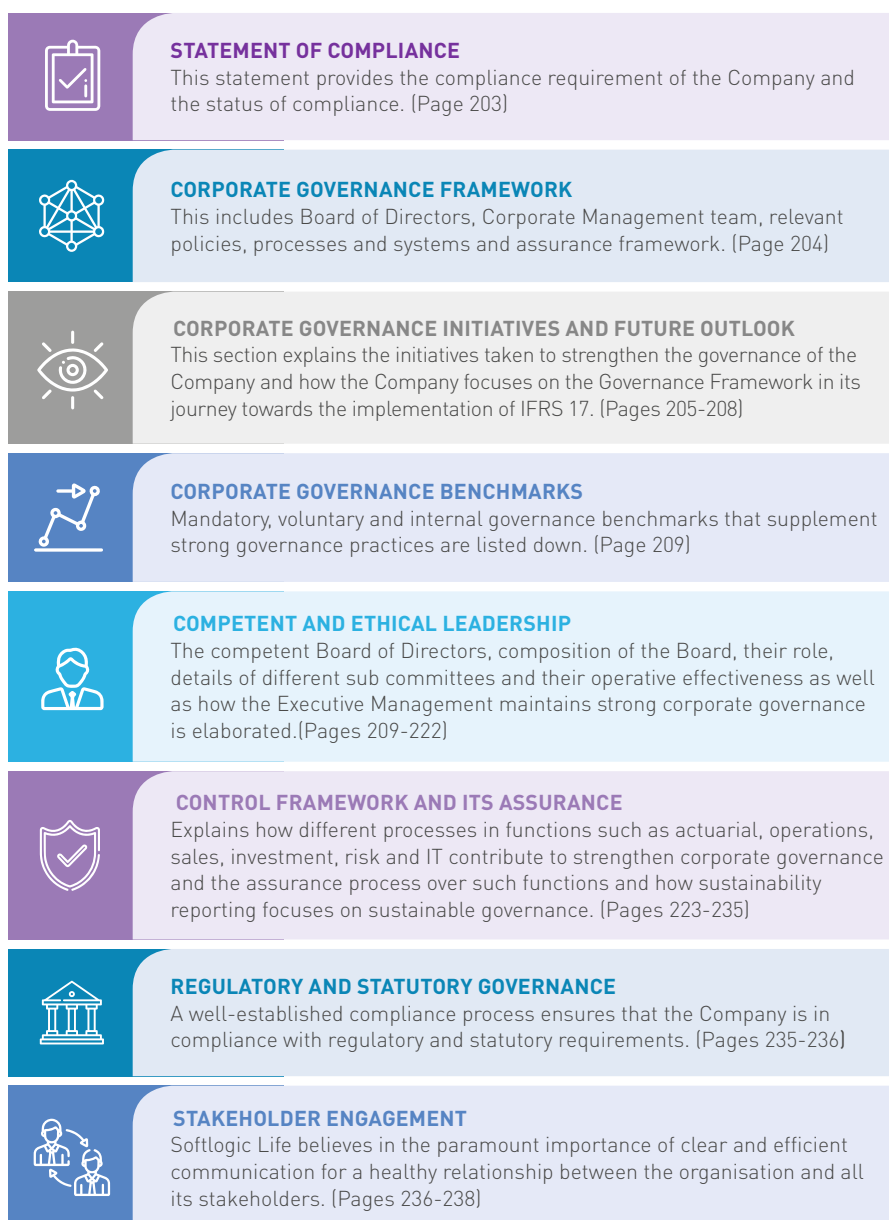 STATEMENT OF COMPLIANCE
This statement provides the compliance requirement of the Company and
the status of compliance. (Page 203)
CORPORATE GOVERNANCE FRAMEWORK
This includes Board of Directors, Corporate Management team, relevant
policies, processes and systems and assurance framework. (Page 204)
CORPORATE GOVERNANCE INITIATIVES AND FUTURE OUTLOOK
This section explains the initiatives taken to strengthen the governance of the
Company and how the Company focuses on the Governance Framework in its
journey towards the implementation of IFRS 17. (Pages 205-208)
CORPORATE GOVERNANCE BENCHMARKS
Mandatory, voluntary and internal governance benchmarks that supplement
strong governance practices are listed down. (Page 209)
COMPETENT AND ETHICAL LEADERSHIP
The competent Board of Directors, composition of the Board, their role,
details of different sub committees and their operative effectiveness as well
as how the Executive Management maintains strong corporate governance
is elaborated.(Pages 209-222)
CONTROL FRAMEWORK AND ITS ASSURANCE
Explains how different processes in functions such as actuarial, operations,
sales, investment, risk and IT contribute to strengthen corporate governance
and the assurance process over such functions and how sustainability
reporting focuses on sustainable governance. (Pages 223-235)
REGULATORY AND STATUTORY GOVERNANCE
A well-established compliance process ensures that the Company is in
compliance with regulatory and statutory requirements. (Pages 235-236)
STAKEHOLDER ENGAGEMENT
Softlogic Life believes in the paramount importance of clear and efficient
communication for a healthy relationship between the organisation and all
its stakeholders. (Pages 236-238)